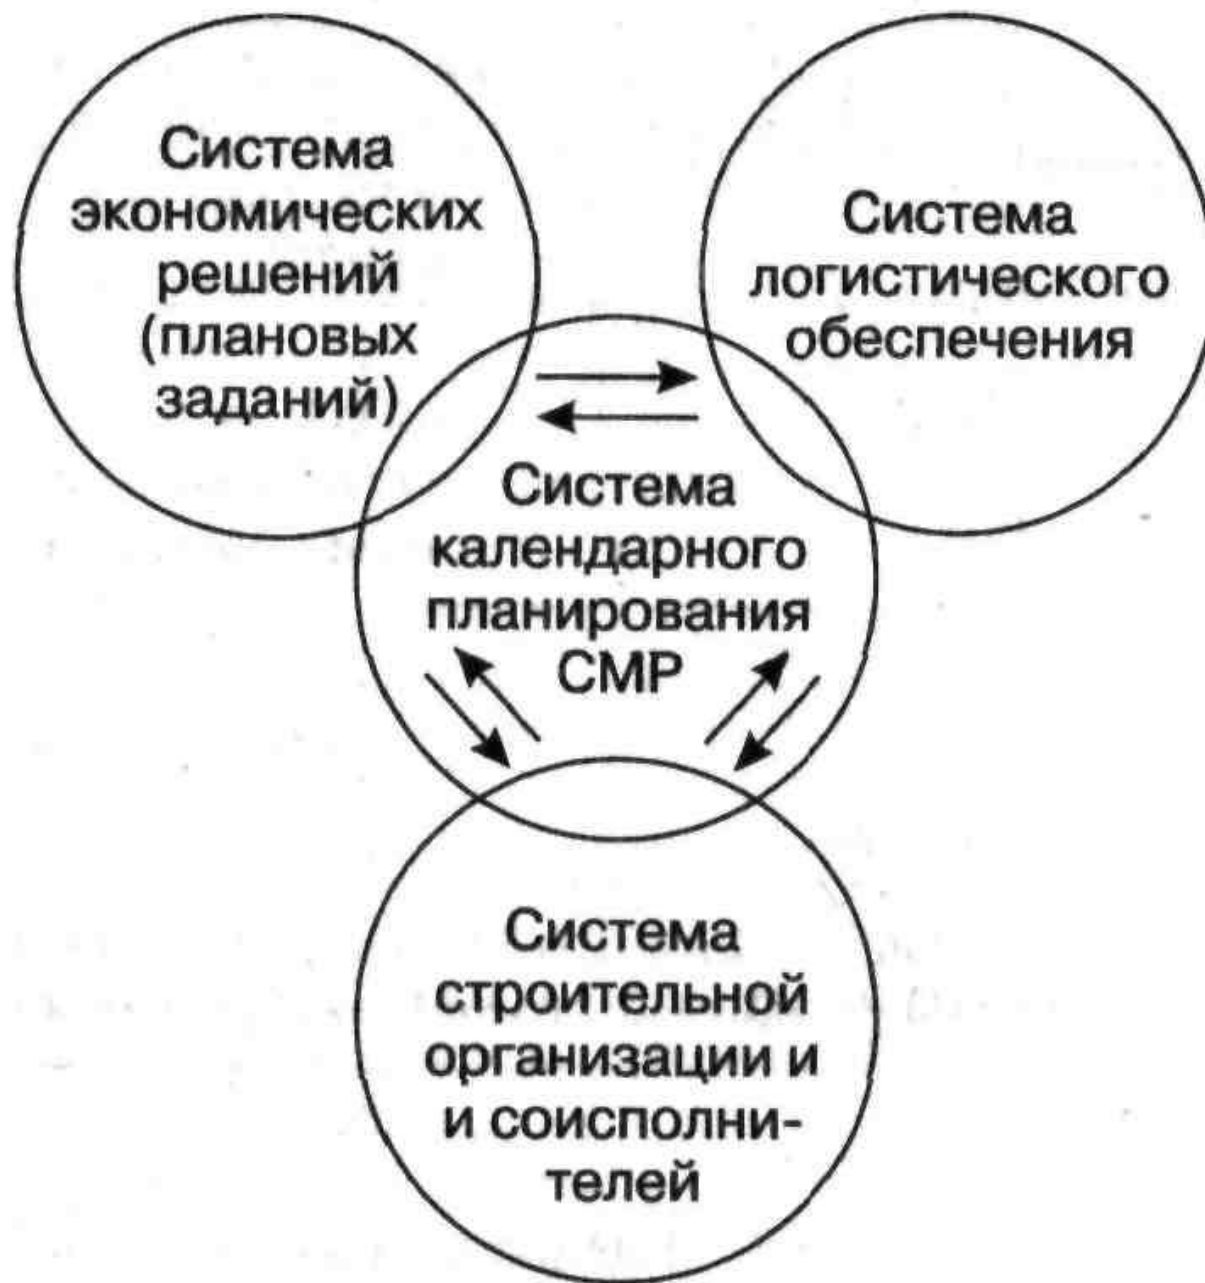 Система
экономических
решений
(плановых
заданий)
Система
логистического
обеспечения
Система
календарного
планирования
СМР
Система
строительной
организации и
и соисполни-
телей